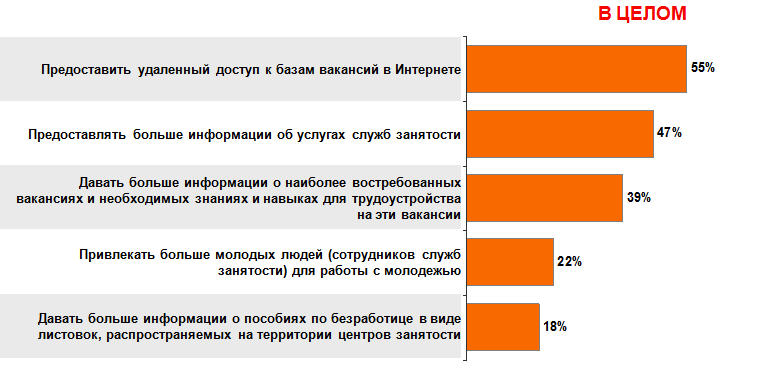 В ЦЕЛОМ
Предоставить удаленный доступ к базам вакансий в Интернете
55%
Предоставлять больше информации об услугах служб занятости
47%
Давать больше информации о наиболее востребованных
вакансиях и необходимых знаниях и навыках для трудоустройства
на эти вакансии
39%
Привлекать больше молодых людей (сотрудников служб
занятости) для работы с молодежью
22%
Давать больше информации о пособиях по безработице в виде
листовок, распространяемых на территории центров занятости
18%